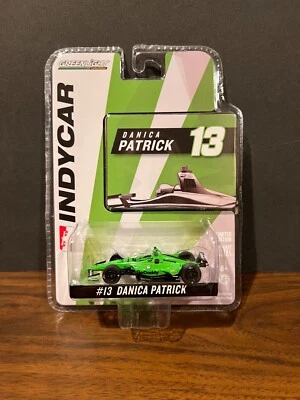 GREENLIGHT
INDYCAR
DANICA
PATRICK
13
#13 DANICA PATRICK